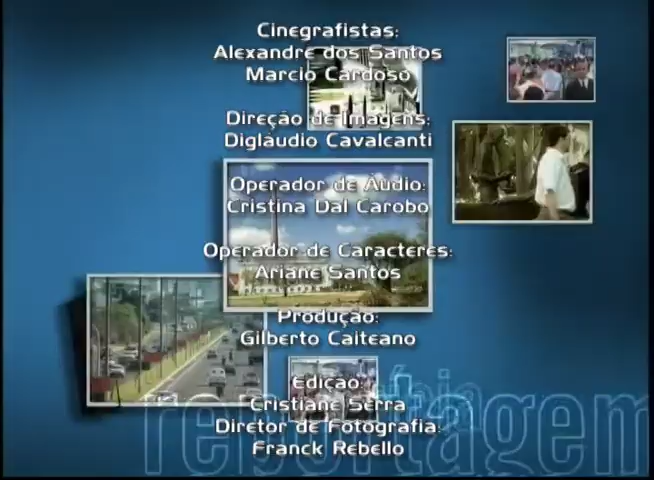 Cinegrafistas:
Alexandre dos Santos
Marcio Cardoso
Direção de Imagens:
Digláudio Cavalcanti
Operador de Áudio:
Cristina Dal Carobo
Operador de Caracteres:
Ariane Santos
Produção:
Gilberto Caiteano
Edição:
Cristiane Serra
Diretor de Fotografia:
Franck Rebello
reportagem